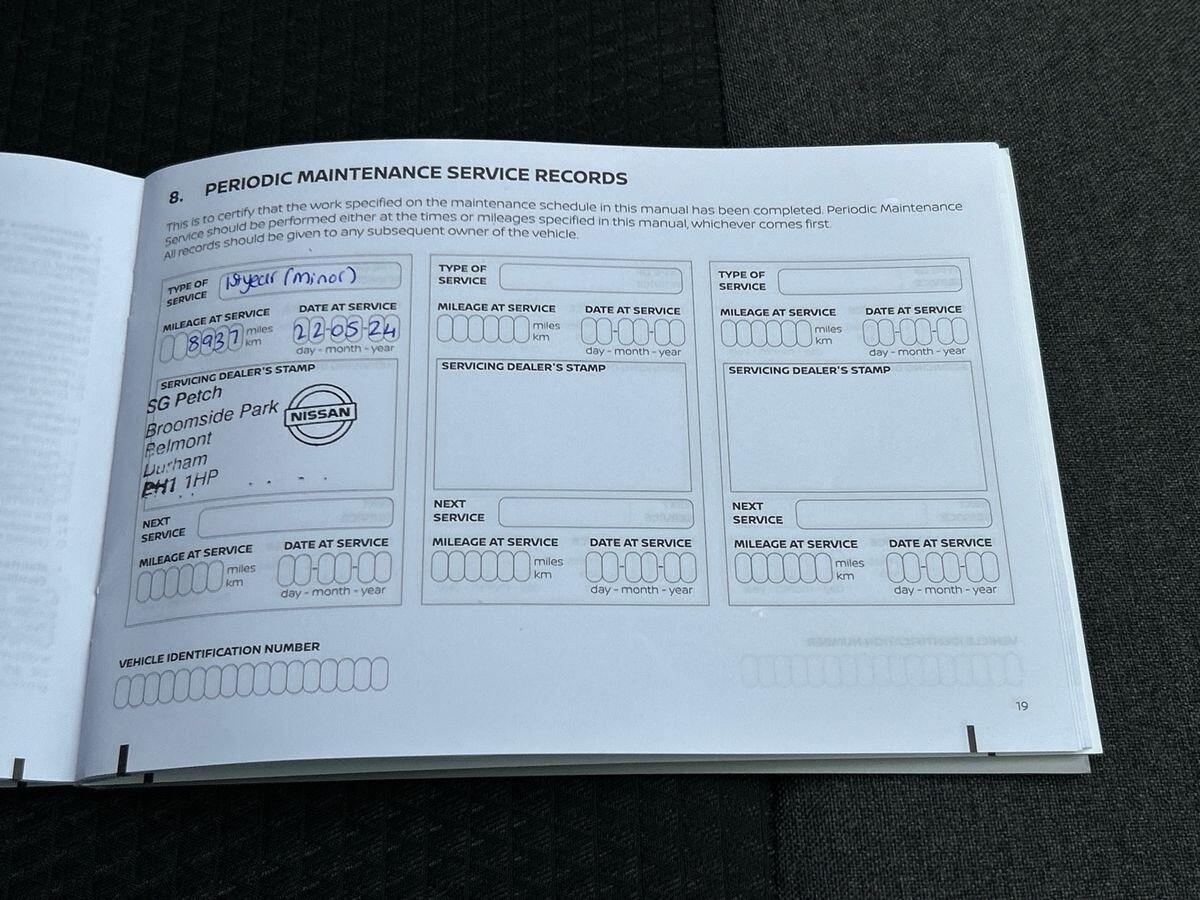 8. PERIODIC MAINTENANCE SERVICE RECORDS
This is to certify that the work specified on the maintenance schedule in this manual has been completed. Periodic Maintenance
Service should be performed either at the times or mileages specified in this manual, whichever comes first.
All records should be given to any subsequent owner of the vehicle.
TYPE OF
SERVICE
1st year (Minor)
MILEAGE AT SERVICE
8937
miles
km
DATE AT SERVICE
22-05-24
day - month - year
SERVICING DEALER'S STAMP
SG Petch
Broomside Park
Belmont
Durham
DH1 1HP
NISSAN
NEXT
SERVICE
MILEAGE AT SERVICE
miles
km
DATE AT SERVICE
day - month - year
TYPE OF
SERVICE
MILEAGE AT SERVICE
miles
km
DATE AT SERVICE
day - month - year
SERVICING DEALER'S STAMP
NEXT
SERVICE
MILEAGE AT SERVICE
miles
km
DATE AT SERVICE
day - month - year
TYPE OF
SERVICE
MILEAGE AT SERVICE
miles
km
DATE AT SERVICE
day - month - year
SERVICING DEALER'S STAMP
NEXT
SERVICE
MILEAGE AT SERVICE
miles
km
DATE AT SERVICE
day - month - year
VEHICLE IDENTIFICATION NUMBER
19